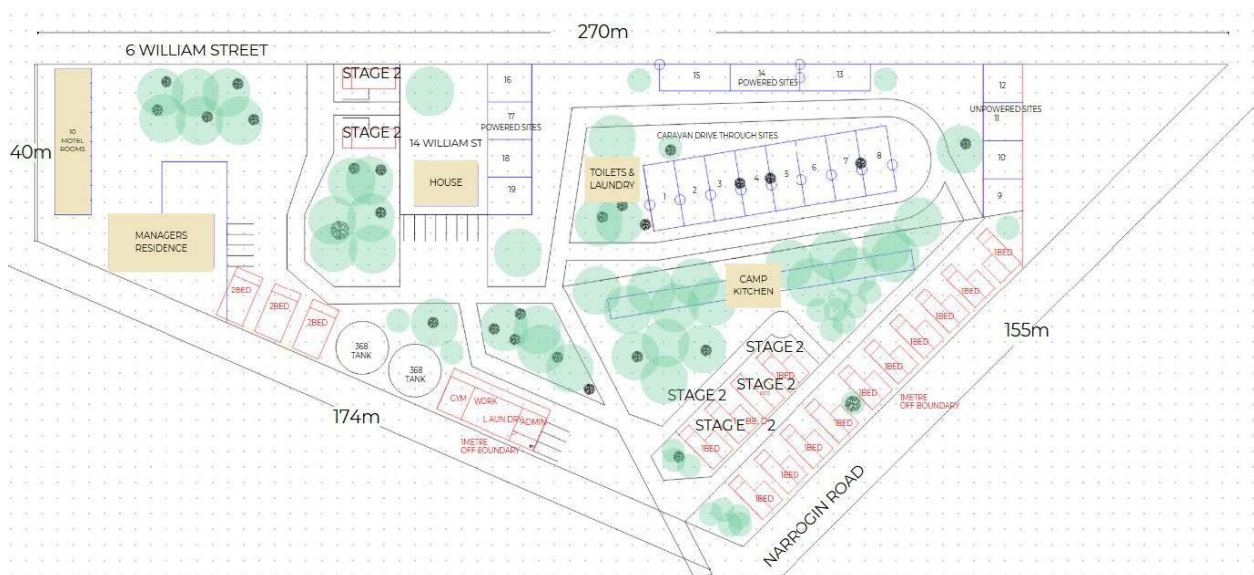 270m
6 WILLIAM STREET
40m
10
MOTEL
ROOMS
MANAGERS
RESIDENCE
STAGE 2
STAGE 2
14 WILLIAM ST
HOUSE
16
17
POWERED SITES
18
19
15
14
13
POWERED SITES
12
UNPOWERED SITES
11
10
9
CARAVAN DRIVE THROUGH SITES
TOILETS &
LAUNDRY
1
2
3
4
5
6
7
8
CAMP
KITCHEN
2BED
2BED
2BED
368
TANK
368
TANK
GYM
WORK
LAUNDRY
ADMIN
1METRE
OFF BOUNDARY
174m
STAGE 2
1BED
STAGE 2
STAGE 2
STAGE 2
1BED
1BED
1BED
1BED
1BED
1BED
1BED
1BED
1BED
1BED
1BED
1METRE
OFF BOUNDARY
155m
NARROGIN ROAD